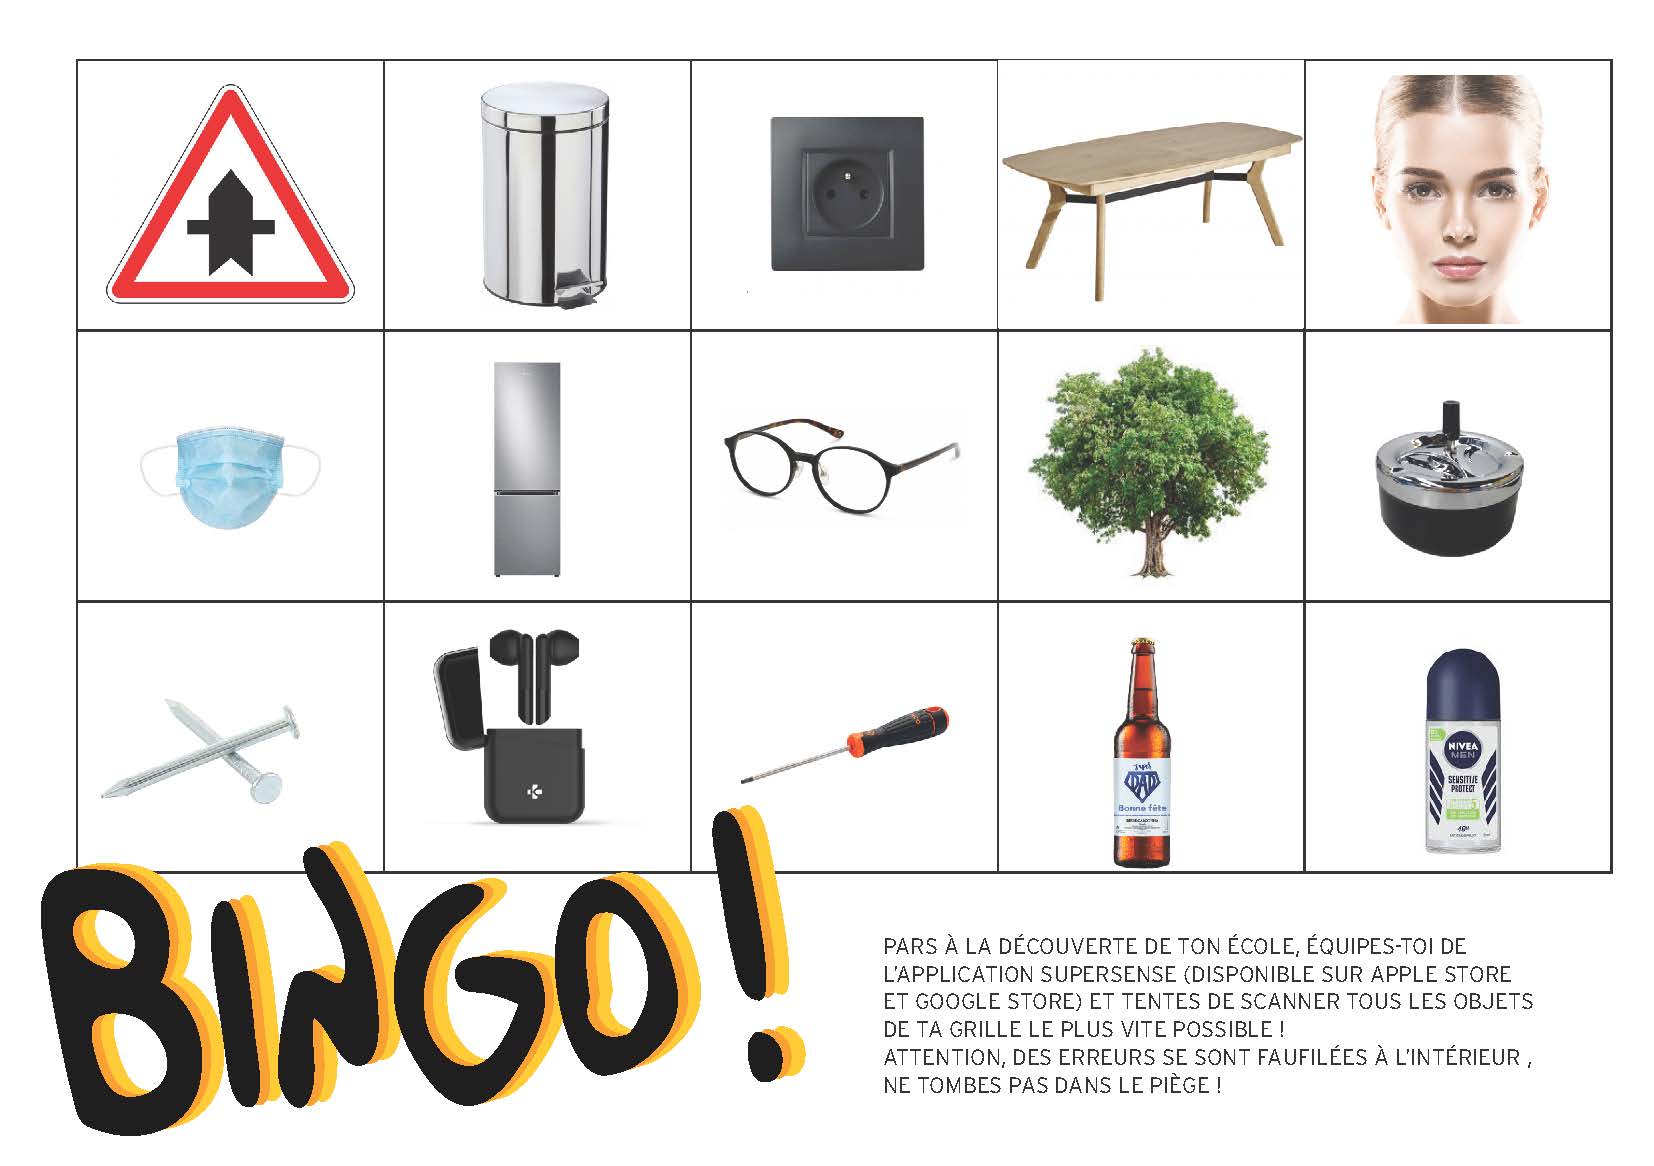 Super
DAD
Bonne fête
NIVEA
MEN
SENSITIVE
PROTECT
48H
BINGO!
PARS À LA DÉCOUVERTE DE TON ÉCOLE, ÉQUIPES-TOI DE
L'APPLICATION SUPERSENSE (DISPONIBLE SUR APPLE STORE
ET GOOGLE STORE) ET TENTES DE SCANNER TOUS LES OBJETS
DE TA GRILLE LE PLUS VITE POSSIBLE !
ATTENTION, DES ERREURS SE SONT FAUFILÉES À L'INTÉRIEUR ,
NE TOMBES PAS DANS LE PIÈGE !